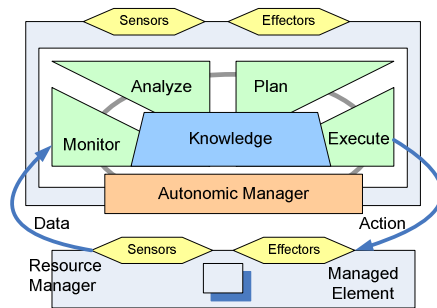 Sensors
Effectors
Analyze
Plan
Monitor
Knowledge
Execute
Autonomic Manager
Data
Action
Sensors
Effectors
Resource
Manager
Managed
Element